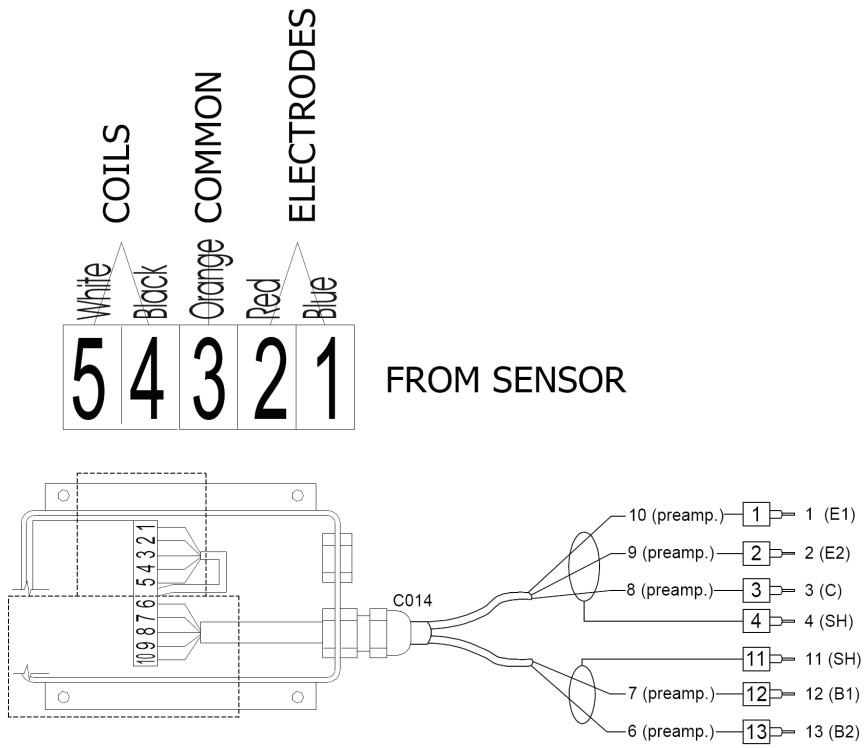 COILS
COMMON
ELECTRODES
White
Black
Orange
Red
Blue
5 4 3 2 1
FROM SENSOR
1
2
3
4
5
6
7
8
9
10
C014
10 (preamp.) 1 1 (E1)
9 (preamp.) 2 2 (E2)
8 (preamp.) 3 3 (C)
4 4 (SH)
11 11 (SH)
7 (preamp.) 12 12 (B1)
6 (preamp.) 13 13 (B2)